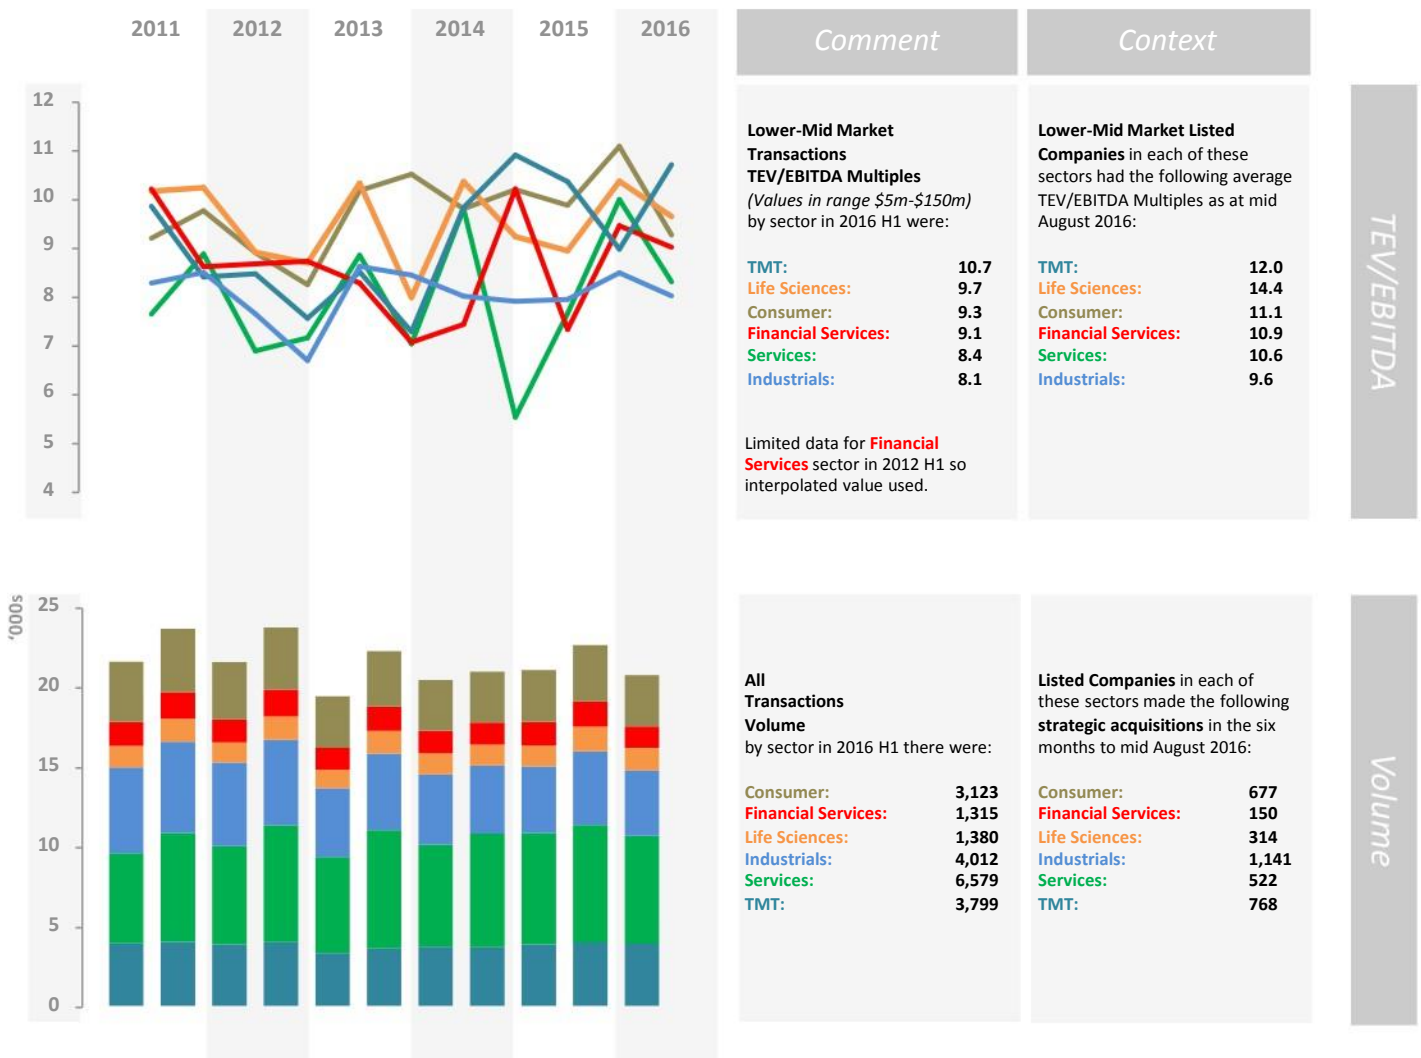 2011 2012 2013 2014 2015 2016
Comment
Context
12
11
10
9
8
7
6
5
4
Lower-Mid Market
Transactions
TEV/EBITDA Multiples
(Values in range $5m-$150m)
by sector in 2016 H1 were:
TMT: 10.7
Life Sciences: 9.7
Consumer: 9.3
Financial Services: 9.1
Services: 8.4
Industrials: 8.1
Limited data for Financial
Services sector in 2012 H1 so
interpolated value used.
Lower-Mid Market Listed
Companies in each of these
sectors had the following average
TEV/EBITDA Multiples as at mid
August 2016:
TMT: 12.0
Life Sciences: 14.4
Consumer: 11.1
Financial Services: 10.9
Services: 10.6
Industrials: 9.6
TEV/EBITDA
'000s
25
20
15
10
5
0
All
Transactions
Volume
by sector in 2016 H1 there were:
Consumer: 3,123
Financial Services: 1,315
Life Sciences: 1,380
Industrials: 4,012
Services: 6,579
TMT: 3,799
Listed Companies in each of
these sectors made the following
strategic acquisitions in the six
months to mid August 2016:
Consumer: 677
Financial Services: 150
Life Sciences: 314
Industrials: 1,141
Services: 522
TMT: 768
Volume